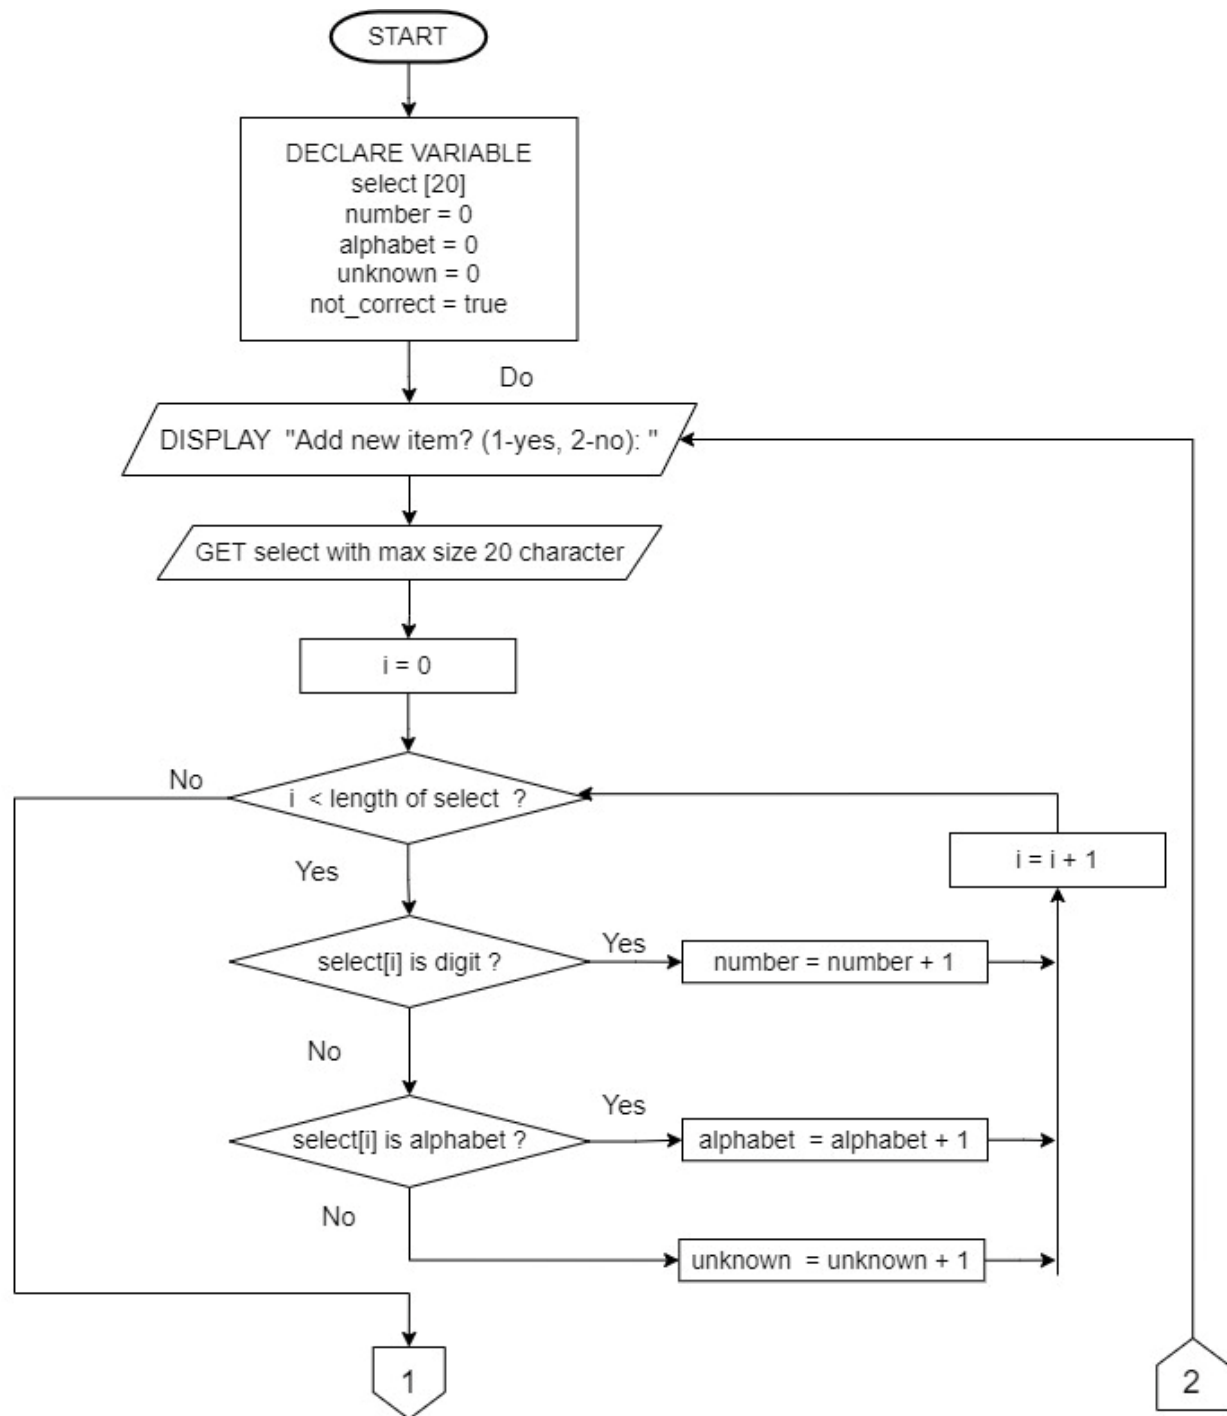 START
DECLARE VARIABLE
select [20]
number = 0
alphabet = 0
unknown = 0
not_correct = true
Do
DISPLAY "Add new item? (1-yes, 2-no): "
GET select with max size 20 character
i = 0
No
i < length of select ?
i = i + 1
Yes
select[i] is digit ?
Yes
number = number + 1
No
select[i] is alphabet ?
Yes
alphabet = alphabet + 1
No
unknown = unknown + 1
1
2